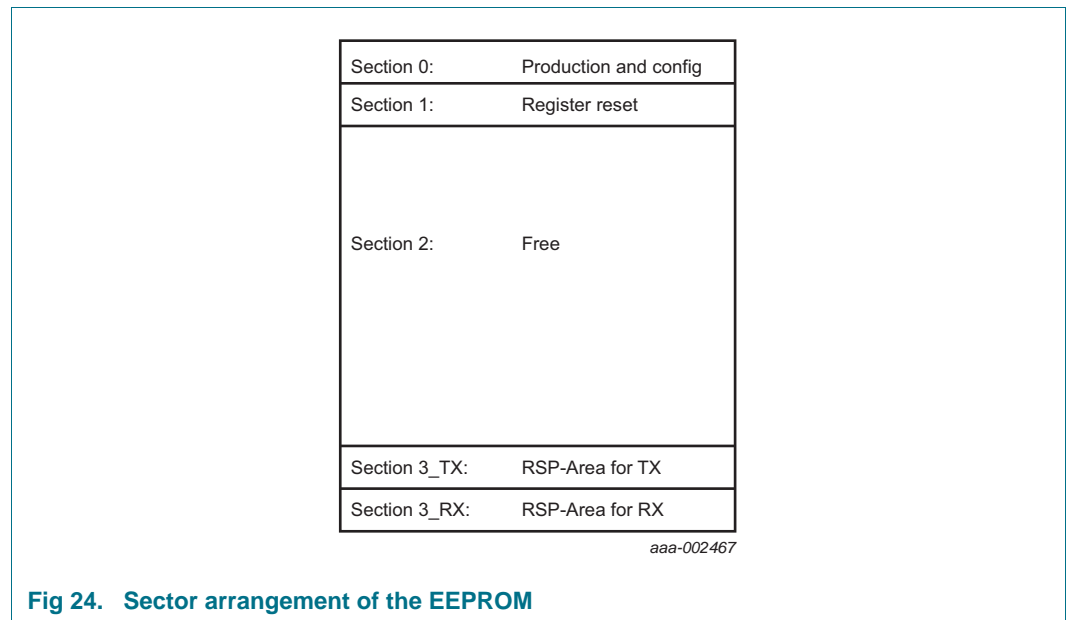 Section 0: Production and config
Section 1: Register reset
Section 2: Free
Section 3_TX: RSP-Area for TX
Section 3_RX: RSP-Area for RX
aaa-002467
Fig 24. Sector arrangement of the EEPROM